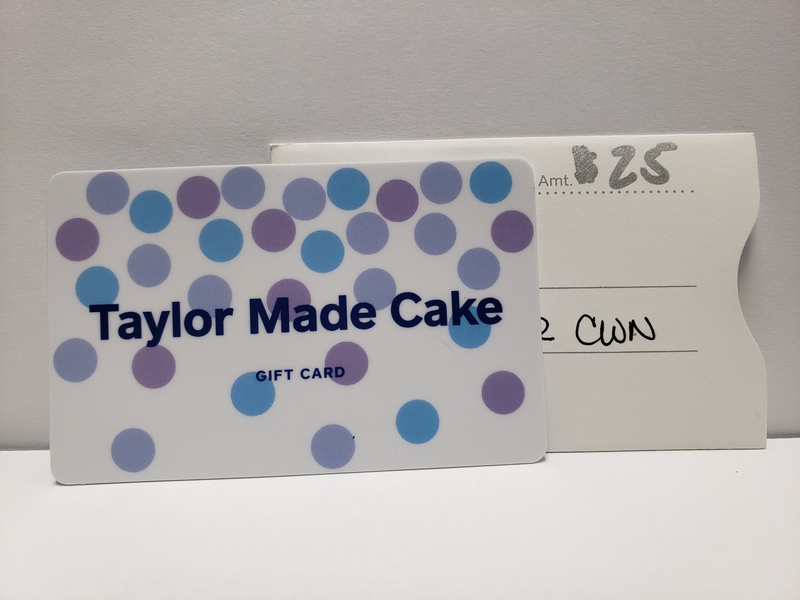 Taylor Made Cake
GIFT CARD
Amt. $25
CWN